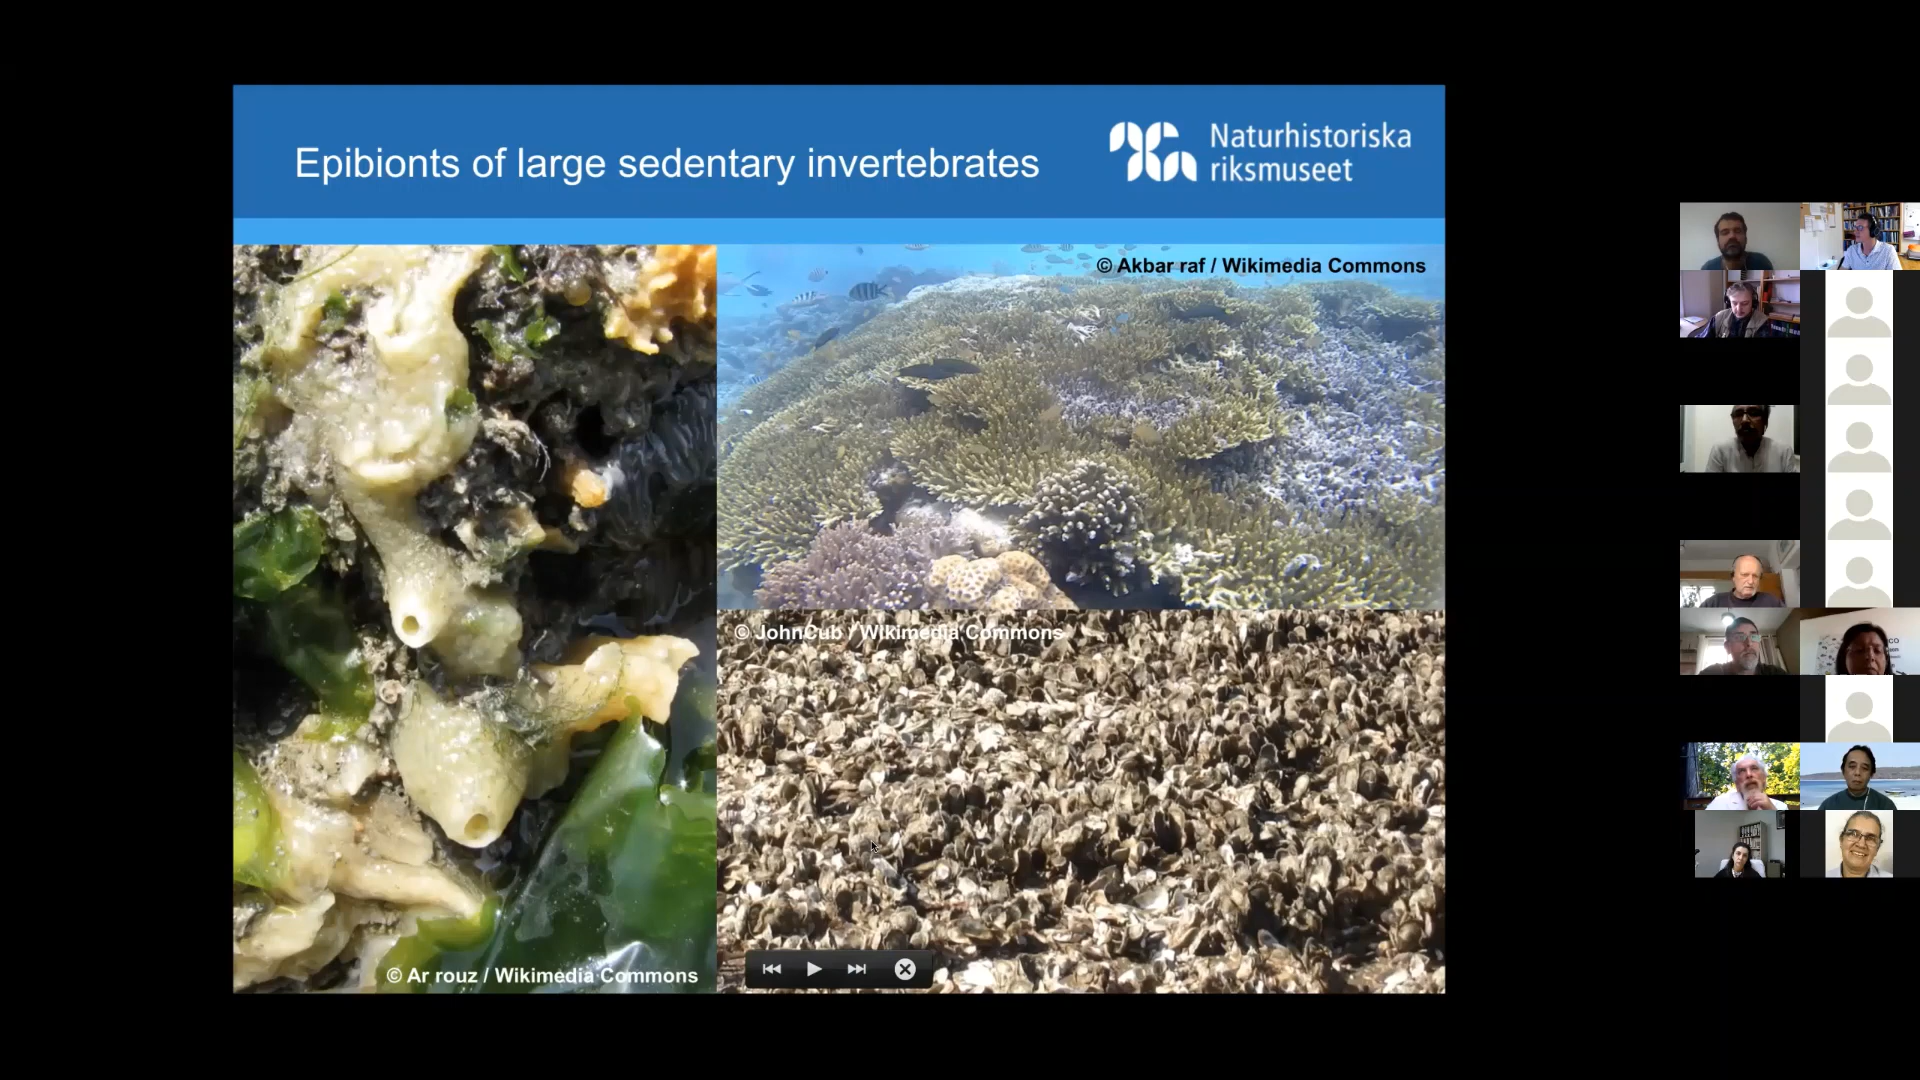 Epibionts of large sedentary invertebrates
Naturhistoriska
riksmuseet
© Akbar raf / Wikimedia Commons
© JohnCub / Wikimedia Commons
© Ar rouz / Wikimedia Commons